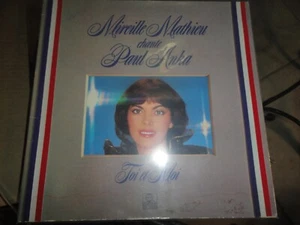 Mireille Mathieu
chante
Paul Anka
Toi et Moi